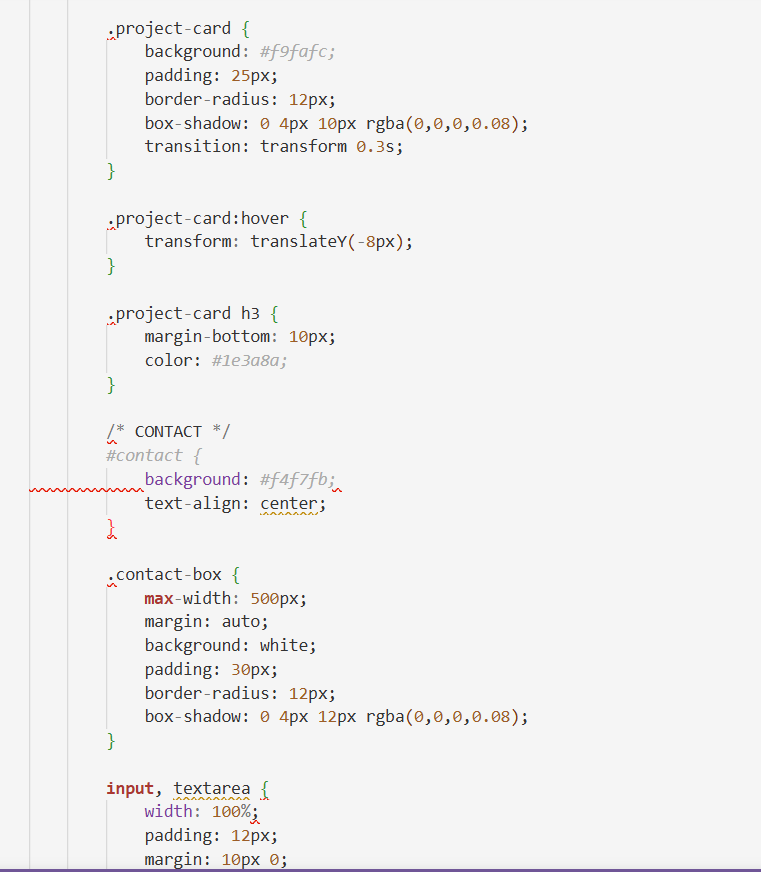 .project-card {
    background: #f9fafc;
    padding: 25px;
    border-radius: 12px;
    box-shadow: 0 4px 10px rgba(0,0,0,0.08);
    transition: transform 0.3s;
}
.project-card:hover {
    transform: translateY(-8px);
}
.project-card h3 {
    margin-bottom: 10px;
    color: #1e3a8a;
}
/* CONTACT */
#contact {
    background: #f4f7fb;
    text-align: center;
}
.contact-box {
    max-width: 500px;
    margin: auto;
    background: white;
    padding: 30px;
    border-radius: 12px;
    box-shadow: 0 4px 12px rgba(0,0,0,0.08);
}
input, textarea {
    width: 100%;
    padding: 12px;
    margin: 10px 0;